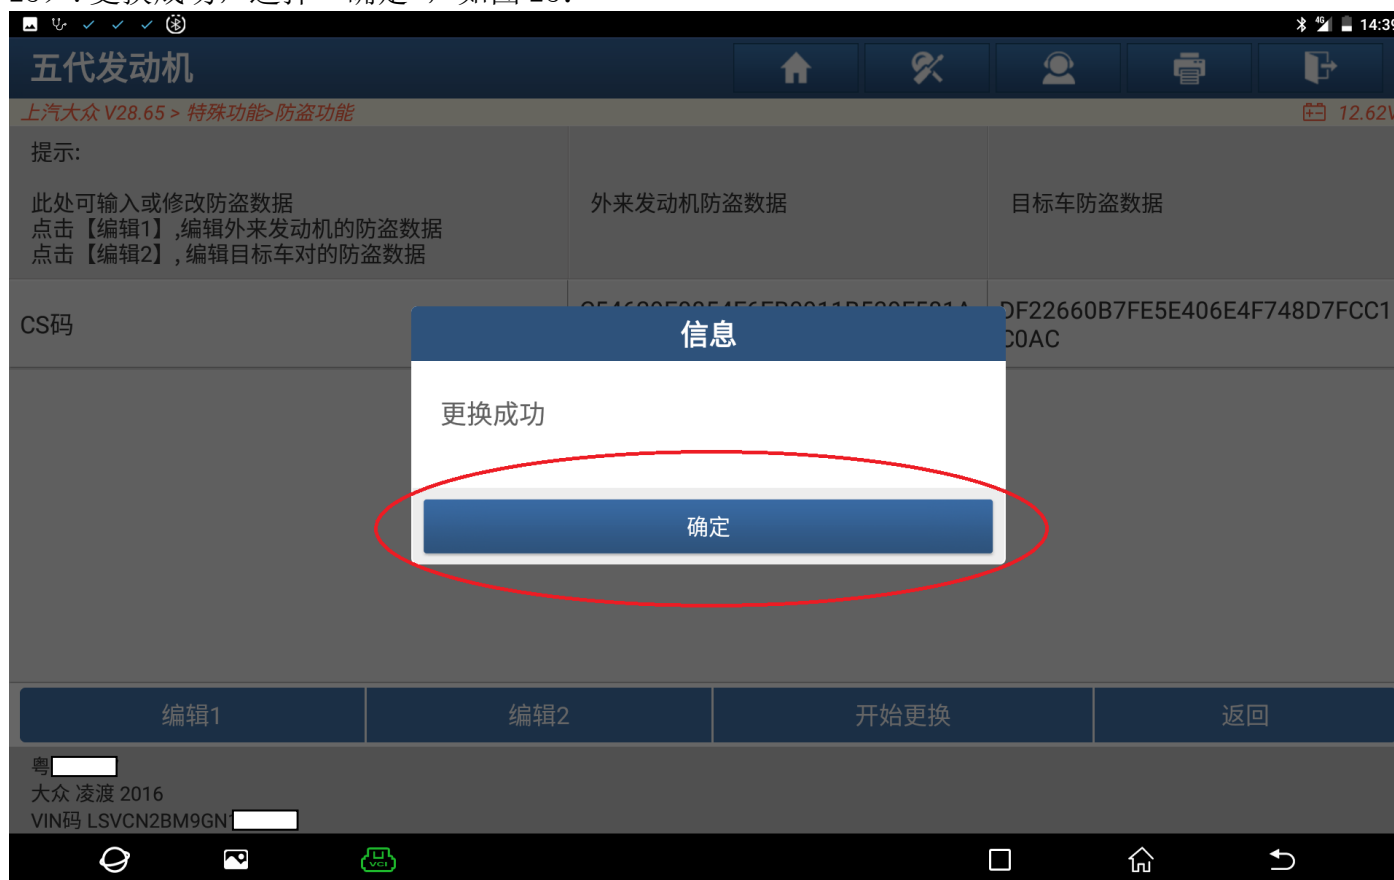 14:39
五代发动机
上汽大众 V28.65 > 特殊功能>防盗功能
12.62V
提示:
此处可输入或修改防盗数据
点击【编辑1】,编辑外来发动机的防盗数据
点击【编辑2】, 编辑目标车对的防盗数据
外来发动机防盗数据
目标车防盗数据
CS码
DF22660B7FE5E406E4F748D7FCC1
C0AC
信息
更换成功
确定
编辑1
编辑2
开始更换
返回
粤
大众 凌渡 2016
VIN码 LSVCN2BM9GN1
VCI